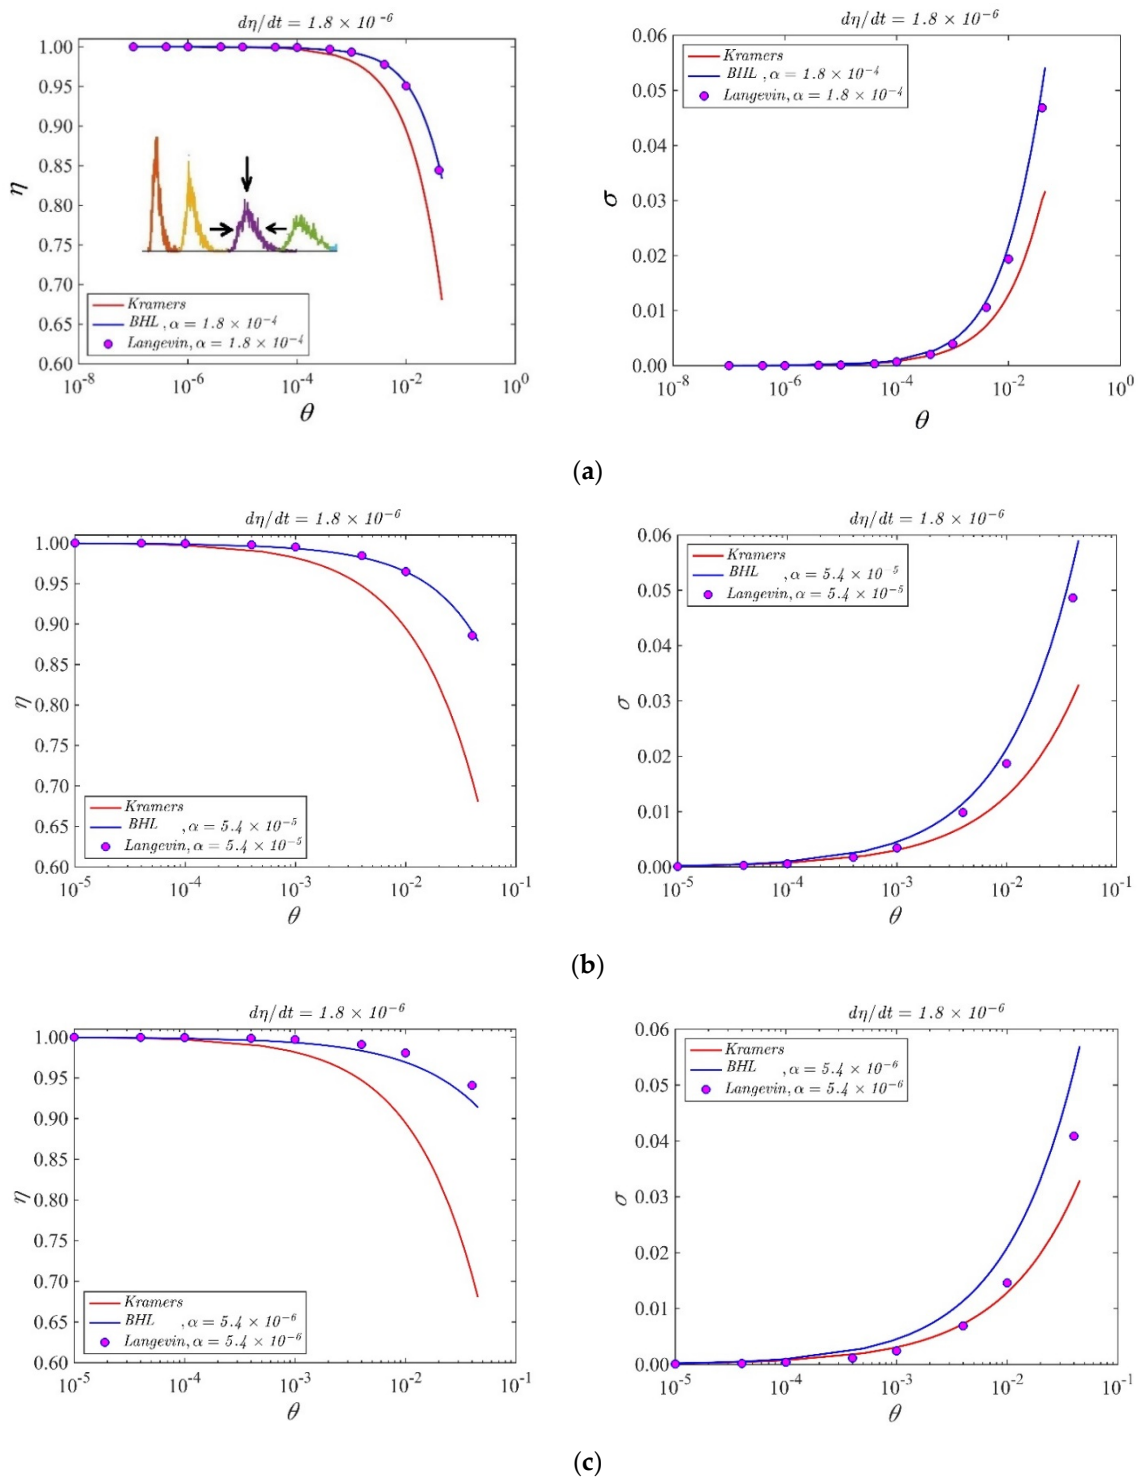 dη/dt = 1.8 × 10⁻⁶
1.00
0.95
0.90
0.85
0.80
0.75
0.70
0.65
0.60
η
Kramers
BHL , α = 1.8 × 10⁻⁴
Langevin, α = 1.8 × 10⁻⁴
10⁻⁸ 10⁻⁶ 10⁻⁴ 10⁻² 10⁰
θ
dη/dt = 1.8 × 10⁻⁶
0.06
0.05
0.04
0.03
0.02
0.01
0.00
σ
Kramers
BHL , α = 1.8 × 10⁻⁴
Langevin, α = 1.8 × 10⁻⁴
10⁻⁸ 10⁻⁶ 10⁻⁴ 10⁻² 10⁰
θ
(a)
dη/dt = 1.8 × 10⁻⁶
1.00
0.95
0.90
0.85
0.80
0.75
0.70
0.65
0.60
η
Kramers
BHL , α = 5.4 × 10⁻⁵
Langevin, α = 5.4 × 10⁻⁵
10⁻⁵ 10⁻⁴ 10⁻³ 10⁻² 10⁻¹
θ
dη/dt = 1.8 × 10⁻⁶
0.06
0.05
0.04
0.03
0.02
0.01
0.00
σ
Kramers
BHL , α = 5.4 × 10⁻⁵
Langevin, α = 5.4 × 10⁻⁵
10⁻⁵ 10⁻⁴ 10⁻³ 10⁻² 10⁻¹
θ
(b)
dη/dt = 1.8 × 10⁻⁶
1.00
0.95
0.90
0.85
0.80
0.75
0.70
0.65
0.60
η
Kramers
BHL , α = 5.4 × 10⁻⁶
Langevin, α = 5.4 × 10⁻⁶
10⁻⁵ 10⁻⁴ 10⁻³ 10⁻² 10⁻¹
θ
dη/dt = 1.8 × 10⁻⁶
0.06
0.05
0.04
0.03
0.02
0.01
0.00
σ
Kramers
BHL , α = 5.4 × 10⁻⁶
Langevin, α = 5.4 × 10⁻⁶
10⁻⁵ 10⁻⁴ 10⁻³ 10⁻² 10⁻¹
θ
(c)